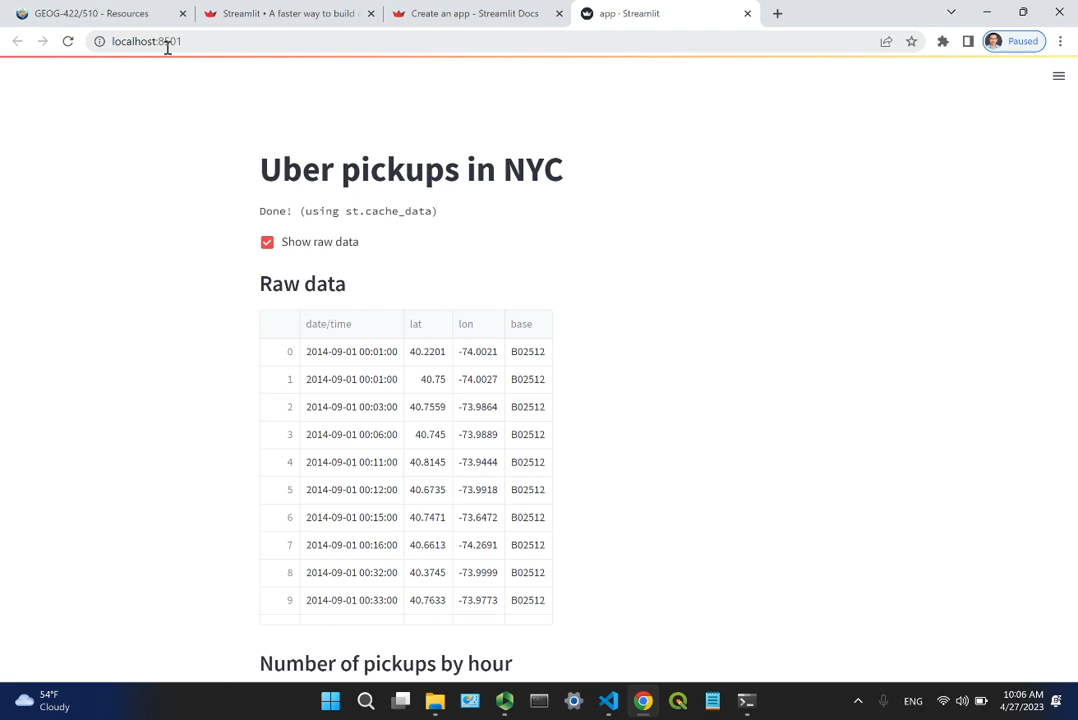 GEOG-422/510 - Resources
Streamlit • A faster way to build
Create an app - Streamlit Docs
app · Streamlit
localhost:8501
Paused
Uber pickups in NYC
Done! (using st.cache_data)
Show raw data
Raw data
date/time lat lon base
0 2014-09-01 00:01:00 40.2201 -74.0021 B02512
1 2014-09-01 00:01:00 40.75 -74.0027 B02512
2 2014-09-01 00:03:00 40.7559 -73.9864 B02512
3 2014-09-01 00:06:00 40.745 -73.9889 B02512
4 2014-09-01 00:11:00 40.8145 -73.9444 B02512
5 2014-09-01 00:12:00 40.6735 -73.9918 B02512
6 2014-09-01 00:15:00 40.7471 -73.6472 B02512
7 2014-09-01 00:16:00 40.6613 -74.2691 B02512
8 2014-09-01 00:32:00 40.3745 -73.9999 B02512
9 2014-09-01 00:33:00 40.7633 -73.9773 B02512
Number of pickups by hour
54°F
Cloudy
ENG
10:06 AM
4/27/2023